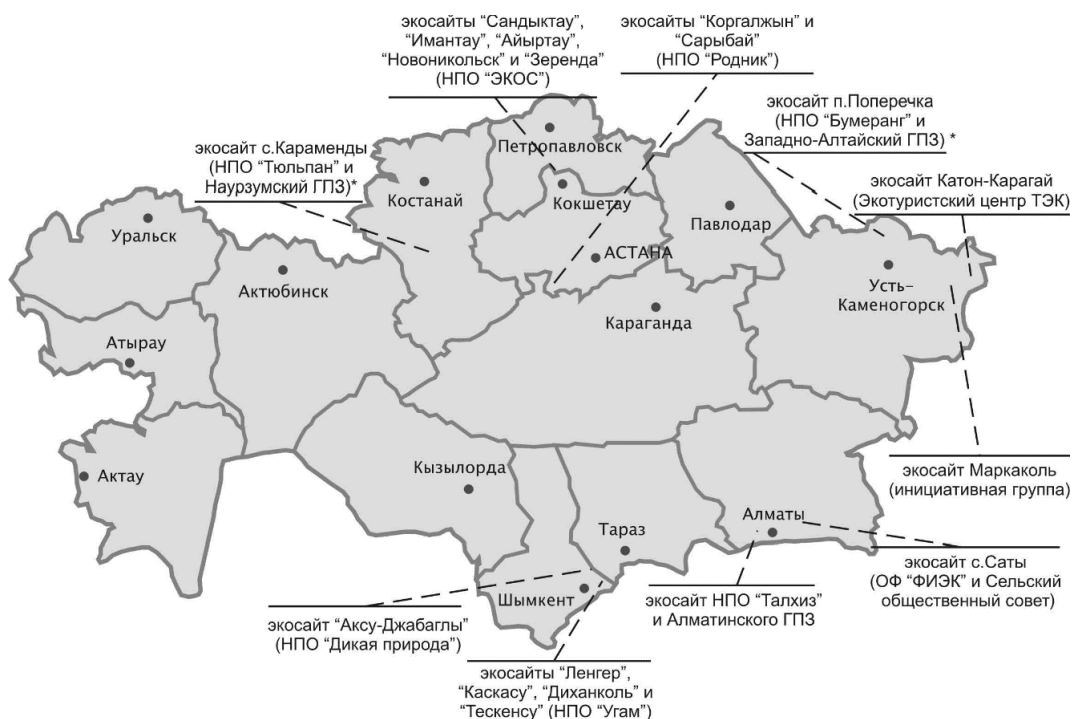 экосайты “Сандыктау”,
“Имантау”, “Айыртау”,
“Новоникольск” и “Зеренда”
(НПО “ЭКОС”)
экосайты “Коргалжын” и
“Сарыбай”
(НПО “Родник”)
экосайт п.Поперечка
(НПО “Бумеранг” и
Западно-Алтайский ГПЗ) *
экосайт с.Караменды
(НПО “Тюльпан” и
Наурзумский ГПЗ)*
экосайт Катон-Карагай
(Экотуристский центр ТЭК)
Петропавловск
Костанай
Кокшетау
Павлодар
Уральск
АСТАНА
Актюбинск
Усть-
Каменогорск
Караганда
Атырау
Кызылорда
Актау
экосайт Маркаколь
(инициативная группа)
Алматы
Тараз
Шымкент
экосайт с.Саты
(ОФ “ФИЭК” и Сельский
общественный совет)
экосайт НПО “Талхиз”
и Алматинского ГПЗ
экосайт “Аксу-Джабаглы”
(НПО “Дикая природа”)
экосайты “Ленгер”,
“Каскасу”, “Диханколь” и
“Тескенсу” (НПО “Угам”)